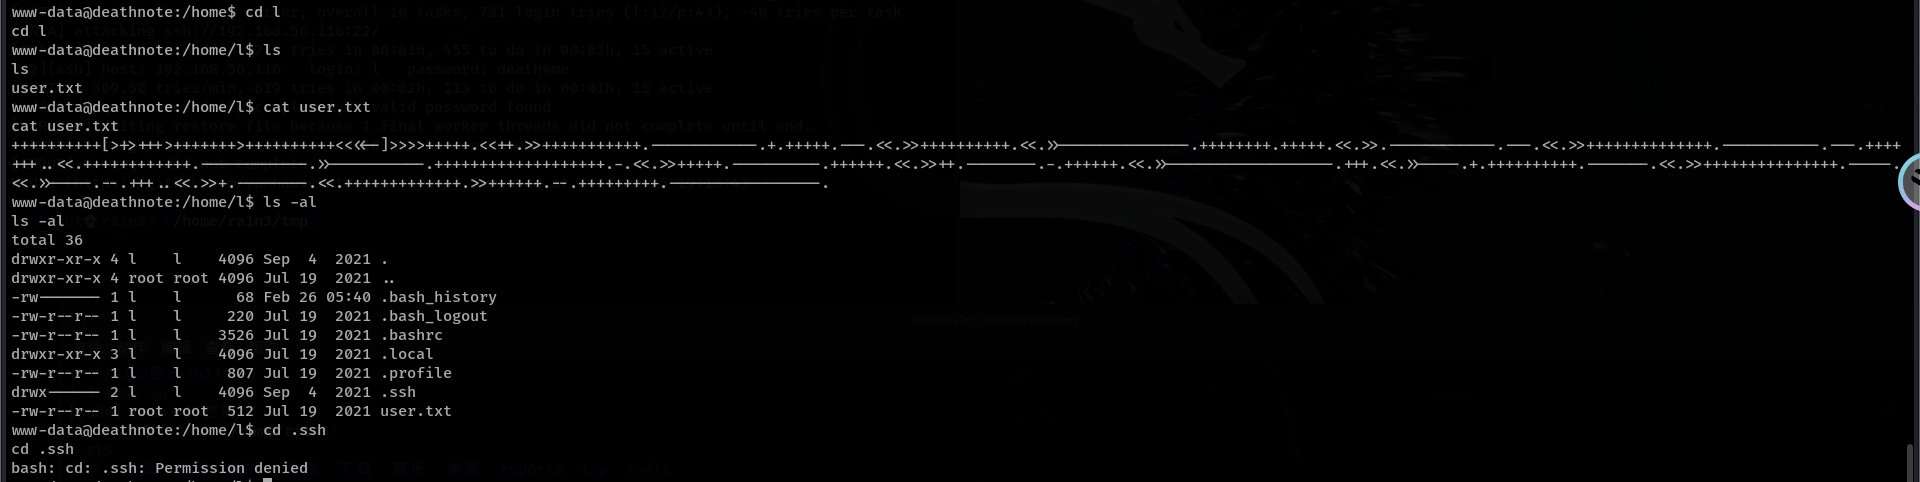 www-data@deathnote:/home$ cd l
cd l
www-data@deathnote:/home/l$ ls
ls
user.txt
www-data@deathnote:/home/l$ cat user.txt
cat user.txt
++++++++++[>+>+++>+++++++>++++++++++<<<<-]>>>>+++++.<<++.>>+++++++++++.------------.+.+++++.---.<<.>>++++++++++.<<.>>--------------.++++++++.+++++.<<.>>.------------.---.<<.>>++++++++++++++.-----------.---.++++
+++..<<.++++++++++++.------------.>>----------.+++++++++++++++++++.-.<<.>>+++++.----------.++++++.<<.>>++.--------.-.++++++.<<.>>------------------.+++.<<.>>----.+.++++++++++.-------.<<.>>+++++++++++++++.-----.
<<.>>----.--.+++..<<.>>+.--------.<<.+++++++++++++.>>++++++.--.+++++++++.-----------------.
www-data@deathnote:/home/l$ ls -al
ls -al
total 36
drwxr-xr-x 4 l    l    4096 Sep  4  2021 .
drwxr-xr-x 4 root root 4096 Jul 19  2021 ..
-rw------- 1 l    l      68 Feb 26 05:40 .bash_history
-rw-r--r-- 1 l    l     220 Jul 19  2021 .bash_logout
-rw-r--r-- 1 l    l    3526 Jul 19  2021 .bashrc
drwxr-xr-x 3 l    l    4096 Jul 19  2021 .local
-rw-r--r-- 1 l    l     807 Jul 19  2021 .profile
drwx------ 2 l    l    4096 Sep  4  2021 .ssh
-rw-r--r-- 1 root root  512 Jul 19  2021 user.txt
www-data@deathnote:/home/l$ cd .ssh
cd .ssh
bash: cd: .ssh: Permission denied